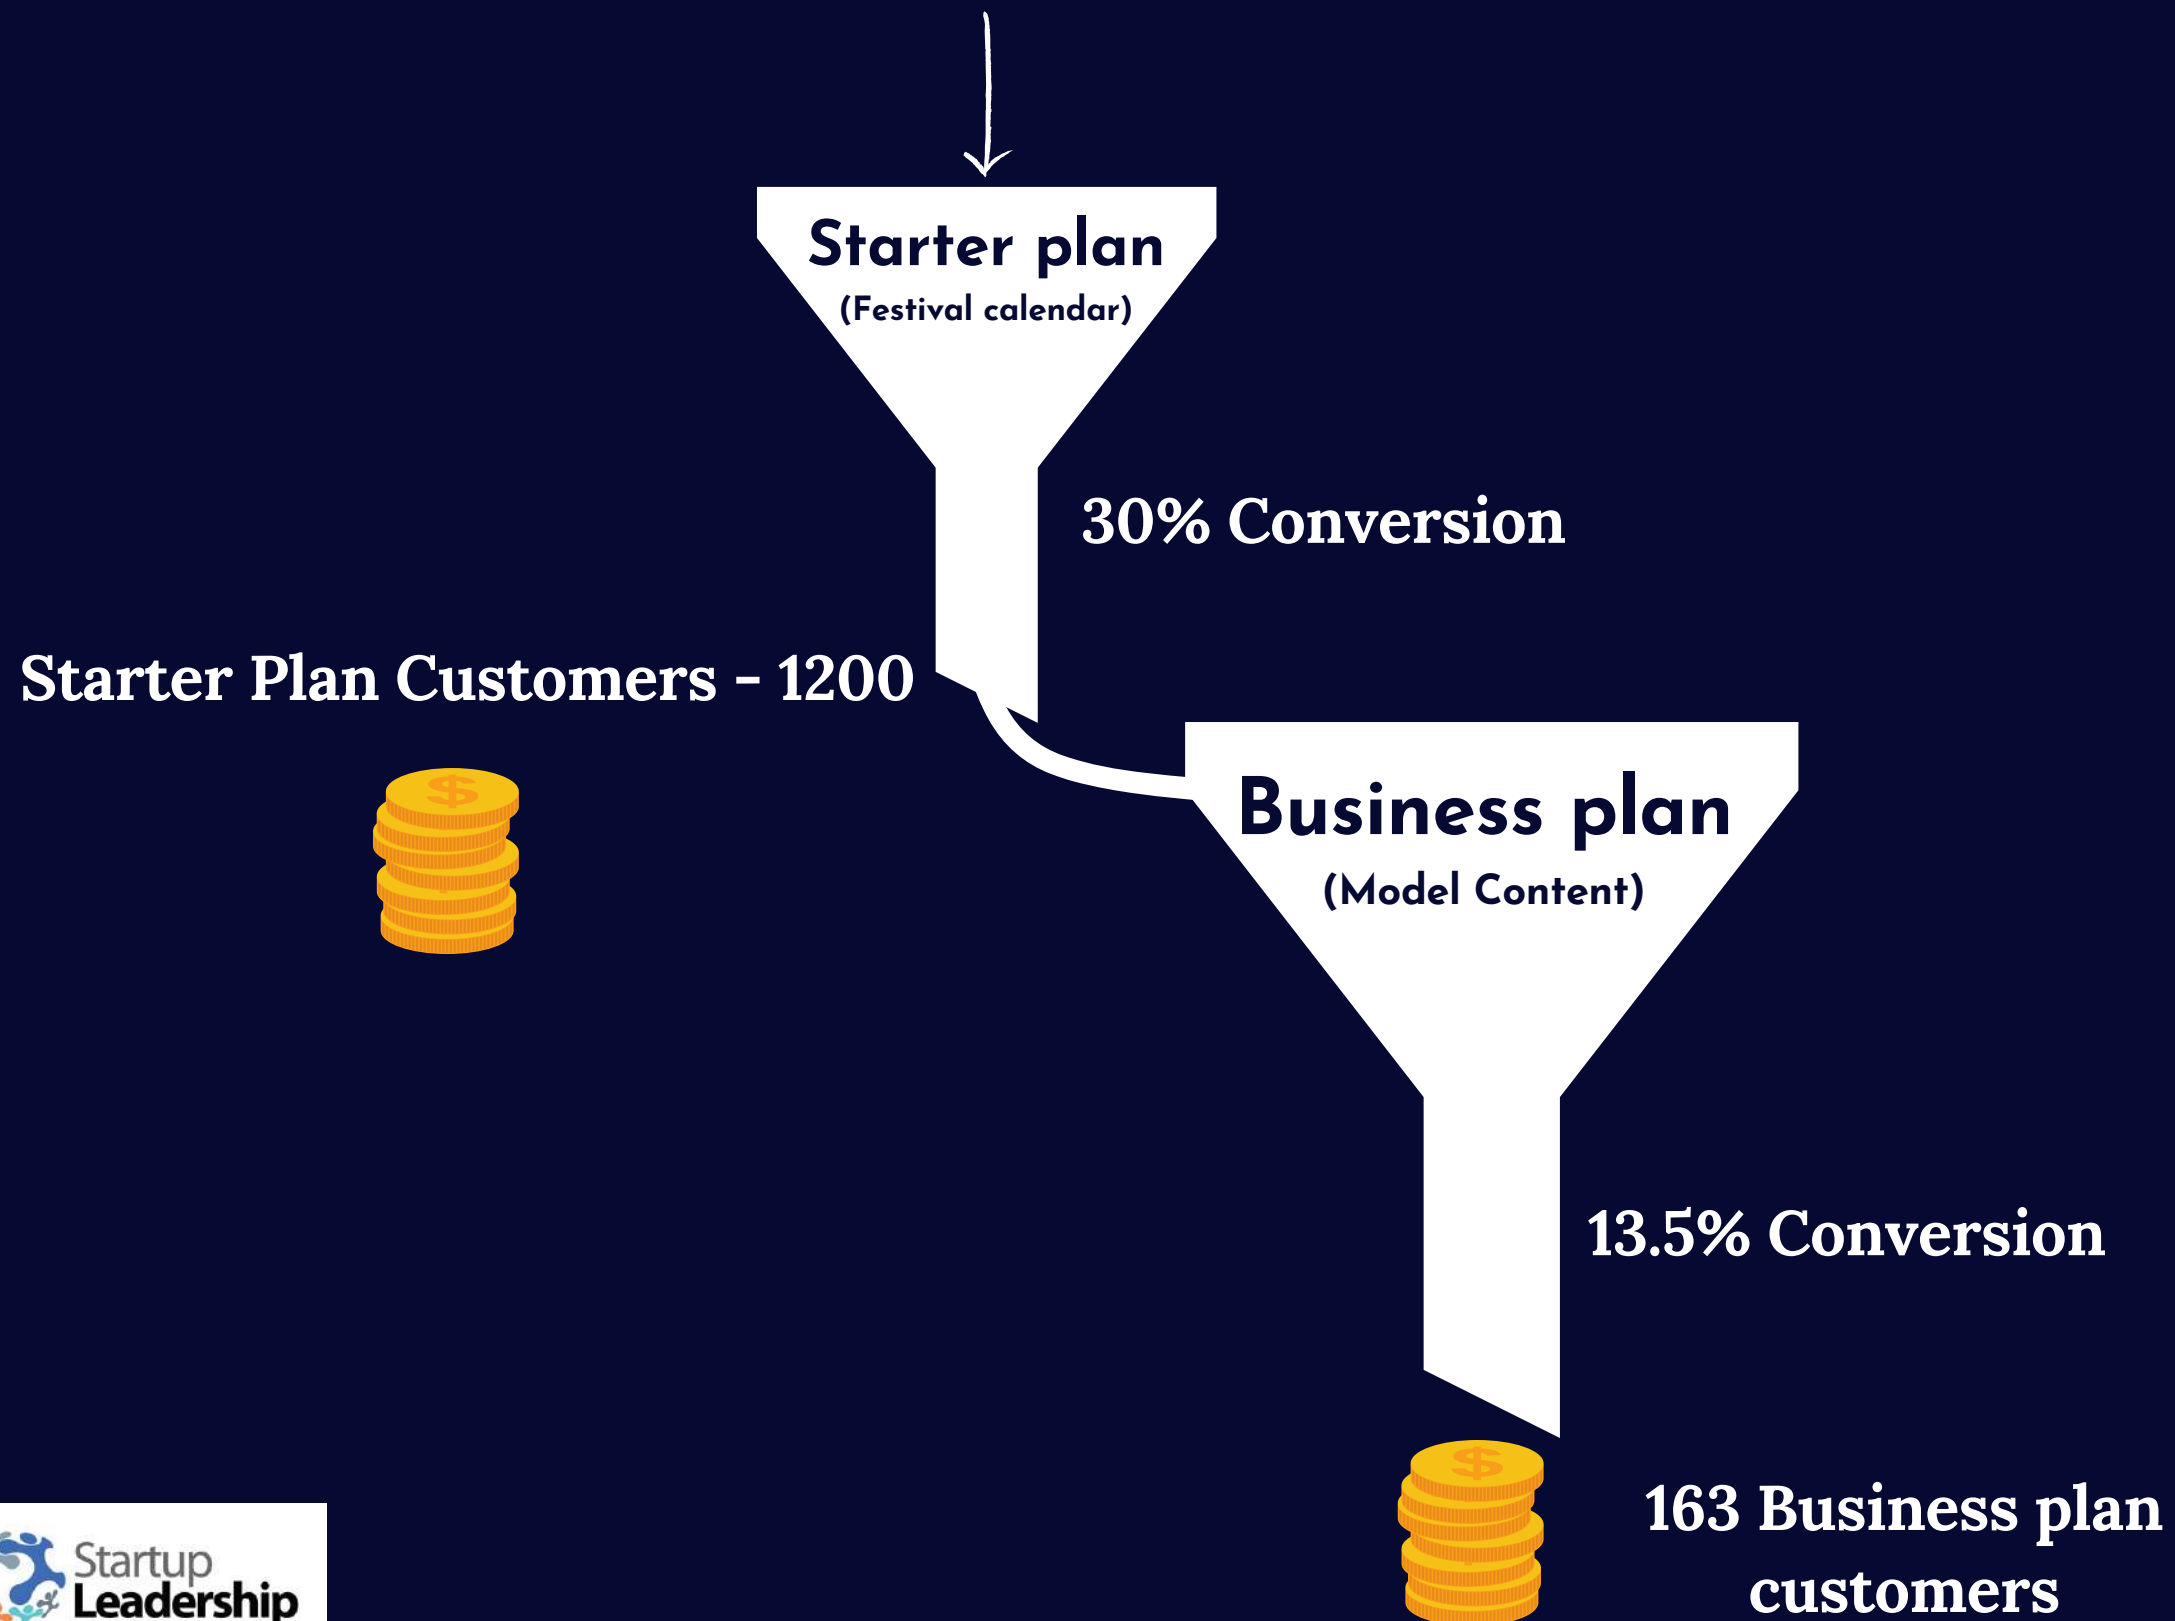 Starter plan
(Festival calendar)
30% Conversion
Starter Plan Customers - 1200
$
Business plan
(Model Content)
13.5% Conversion
$
163 Business plan
customers
Startup
Leadership